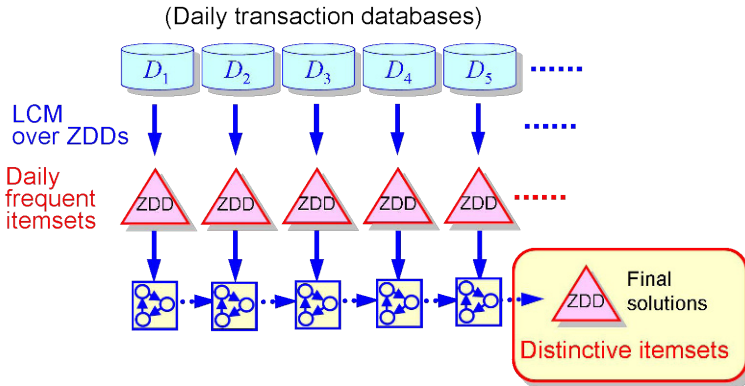 (Daily transaction databases)
D1 D2 D3 D4 D5 ......
LCM
over ZDDs
......
Daily
frequent
itemsets
ZDD ZDD ZDD ZDD ZDD ......
ZDD
Final
solutions
Distinctive itemsets